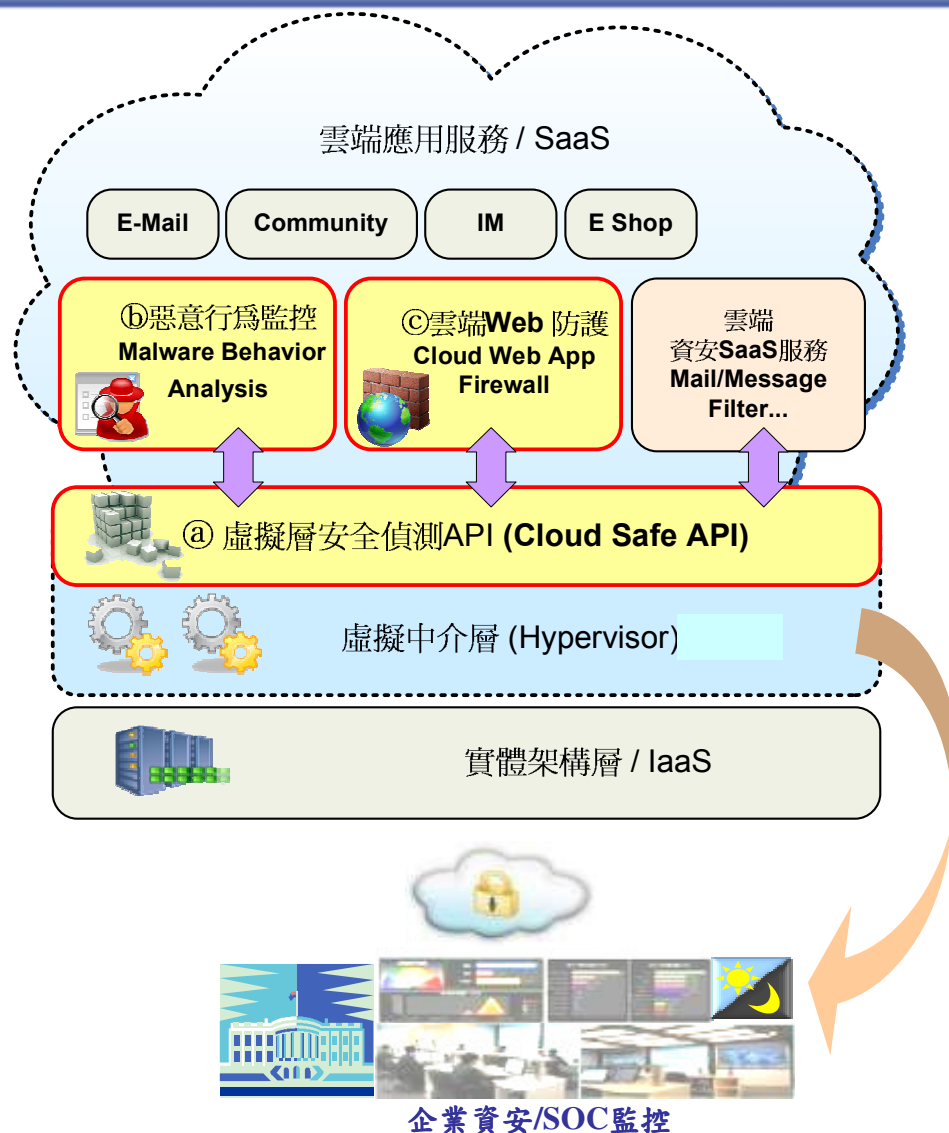 雲端應用服務 / SaaS
E-Mail
Community
IM
E Shop
ⓑ惡意行爲監控
Malware Behavior
Analysis
ⓒ雲端Web 防護
Cloud Web App
Firewall
雲端
資安SaaS服務
Mail/Message
Filter...
ⓐ 虛擬層安全偵測API (Cloud Safe API)
虛擬中介層 (Hypervisor)
實體架構層 / IaaS
企業資安/SOC監控